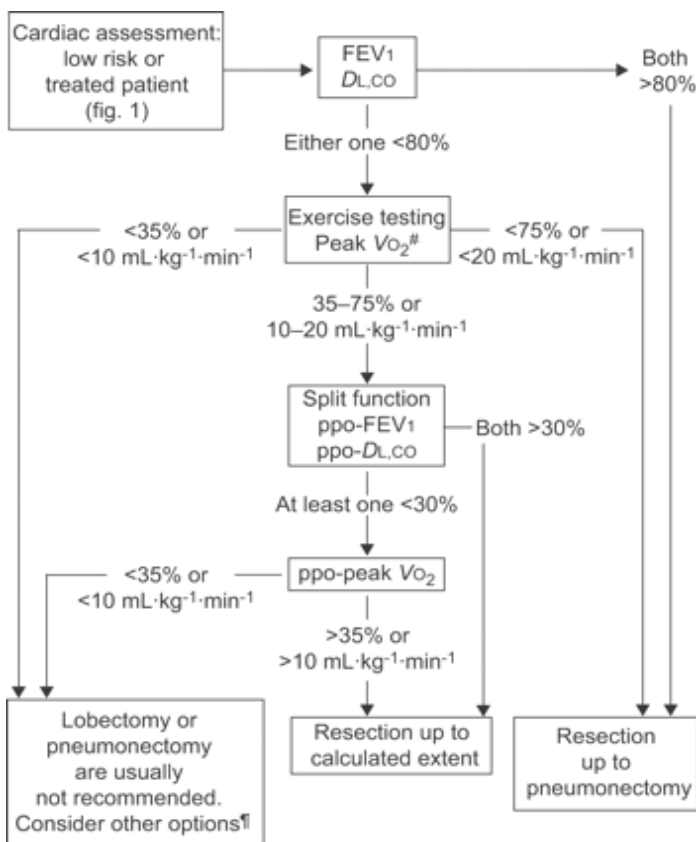 Cardiac assessment:
low risk or
treated patient
(fig. 1)
FEV1
DL,CO
Both
>80%
Either one <80%
Exercise testing
Peak VO2#
<35% or
<10 mL·kg-1·min-1
<75% or
<20 mL·kg-1·min-1
35–75% or
10–20 mL·kg-1·min-1
Split function
ppo-FEV1
ppo-DL,CO
Both >30%
At least one <30%
ppo-peak VO2
<35% or
<10 mL·kg-1·min-1
>35% or
>10 mL·kg-1·min-1
Lobectomy or
pneumonectomy
are usually
not recommended.
Consider other options¶
Resection up to
calculated extent
Resection
up to
pneumonectomy